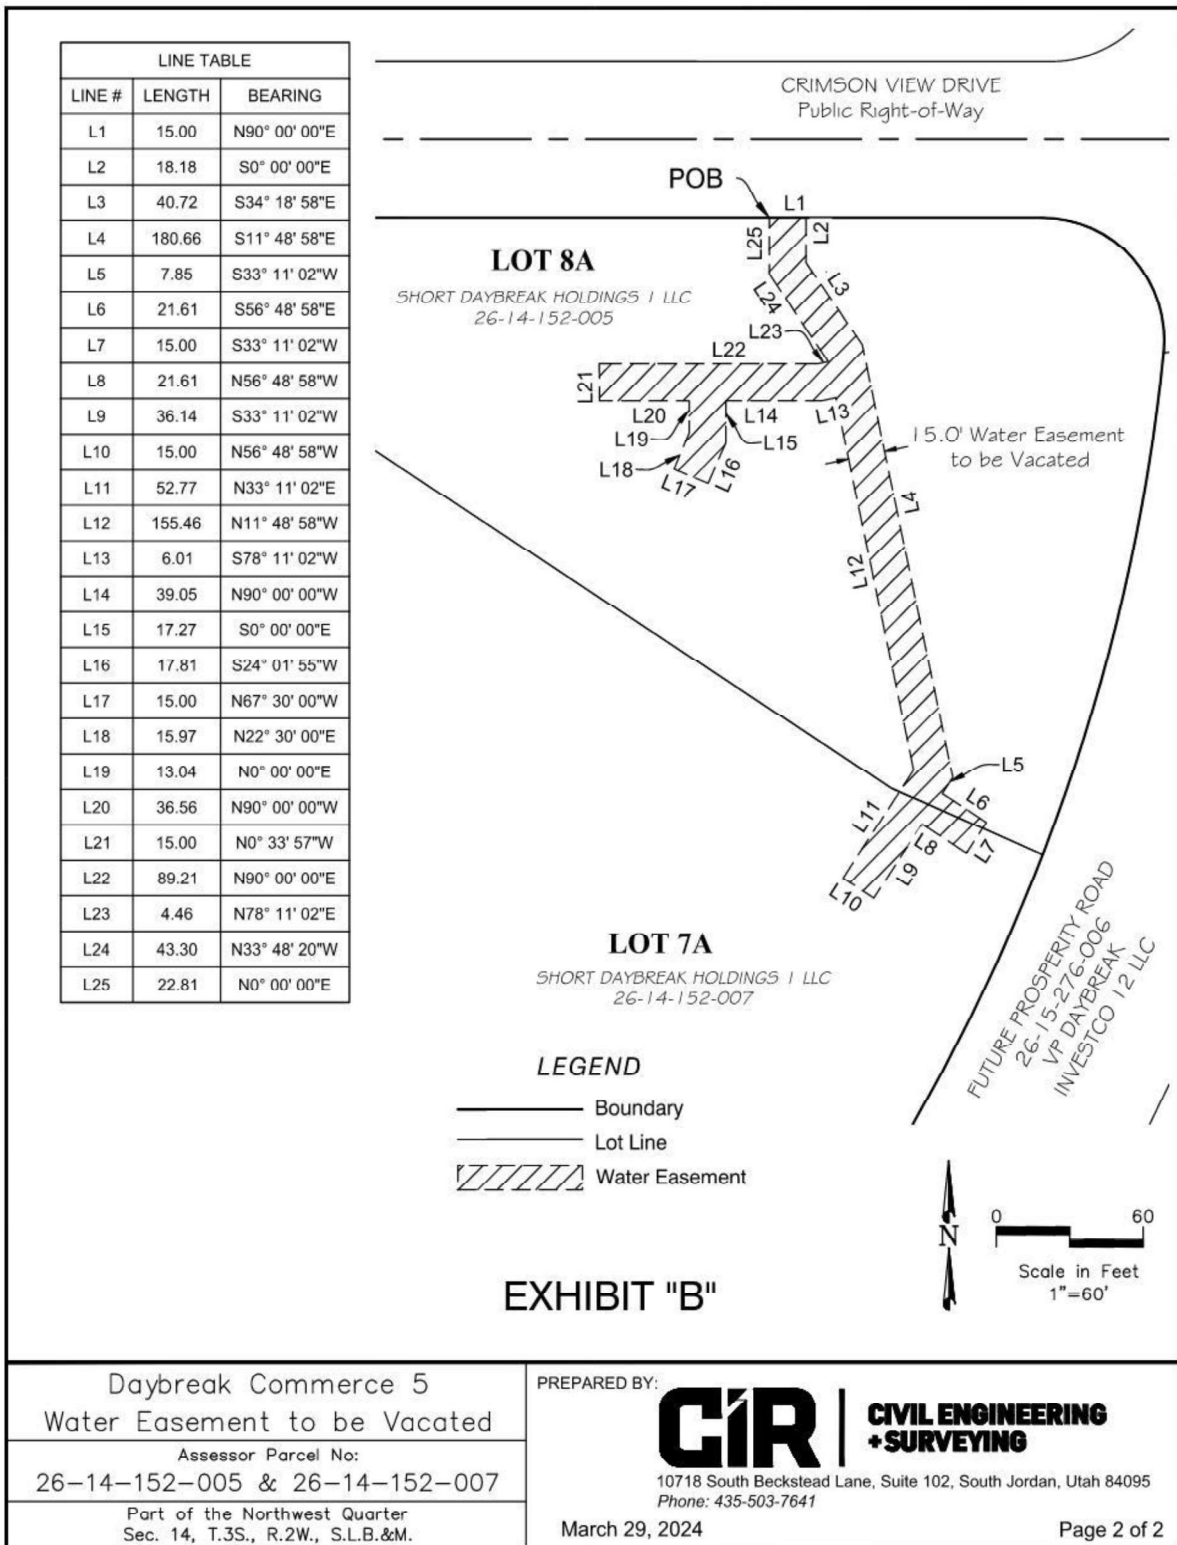 LINE TABLE
LINE # LENGTH BEARING
L1 15.00 N90° 00' 00"E
L2 18.18 S0° 00' 00"E
L3 40.72 S34° 18' 58"E
L4 180.66 S11° 48' 58"E
L5 7.85 S33° 11' 02"W
L6 21.61 S56° 48' 58"E
L7 15.00 S33° 11' 02"W
L8 21.61 N56° 48' 58"W
L9 36.14 S33° 11' 02"W
L10 15.00 N56° 48' 58"W
L11 52.77 N33° 11' 02"E
L12 155.46 N11° 48' 58"W
L13 6.01 S78° 11' 02"W
L14 39.05 N90° 00' 00"W
L15 17.27 S0° 00' 00"E
L16 17.81 S24° 01' 55"W
L17 15.00 N67° 30' 00"W
L18 15.97 N22° 30' 00"E
L19 13.04 N0° 00' 00"E
L20 36.56 N90° 00' 00"W
L21 15.00 N0° 33' 57"W
L22 89.21 N90° 00' 00"E
L23 4.46 N78° 11' 02"E
L24 43.30 N33° 48' 20"W
L25 22.81 N0° 00' 00"E
CRIMSON VIEW DRIVE
Public Right-of-Way
POB
L1
L25
L2
LOT 8A
SHORT DAYBREAK HOLDINGS 1 LLC
26-14-152-005
L24
L3
L23
L22
L21
L20
L14
L13
L19
L15
L18
L17
L16
15.0' Water Easement
to be Vacated
L4
L12
L5
L6
L11
L8
L7
L9
L10
LOT 7A
SHORT DAYBREAK HOLDINGS 1 LLC
26-14-152-007
FUTURE PROSPERITY ROAD
26-15-276-006
VP DAYBREAK
INVESTCO 12 LLC
LEGEND
Boundary
Lot Line
Water Easement
N
0 60
Scale in Feet
1"=60'
EXHIBIT "B"
Daybreak Commerce 5
Water Easement to be Vacated
Assessor Parcel No:
26-14-152-005 & 26-14-152-007
Part of the Northwest Quarter
Sec. 14, T.3S., R.2W., S.L.B.&M.
PREPARED BY:
CIR
CIVIL ENGINEERING
+SURVEYING
10718 South Beckstead Lane, Suite 102, South Jordan, Utah 84095
Phone: 435-503-7641
March 29, 2024
Page 2 of 2